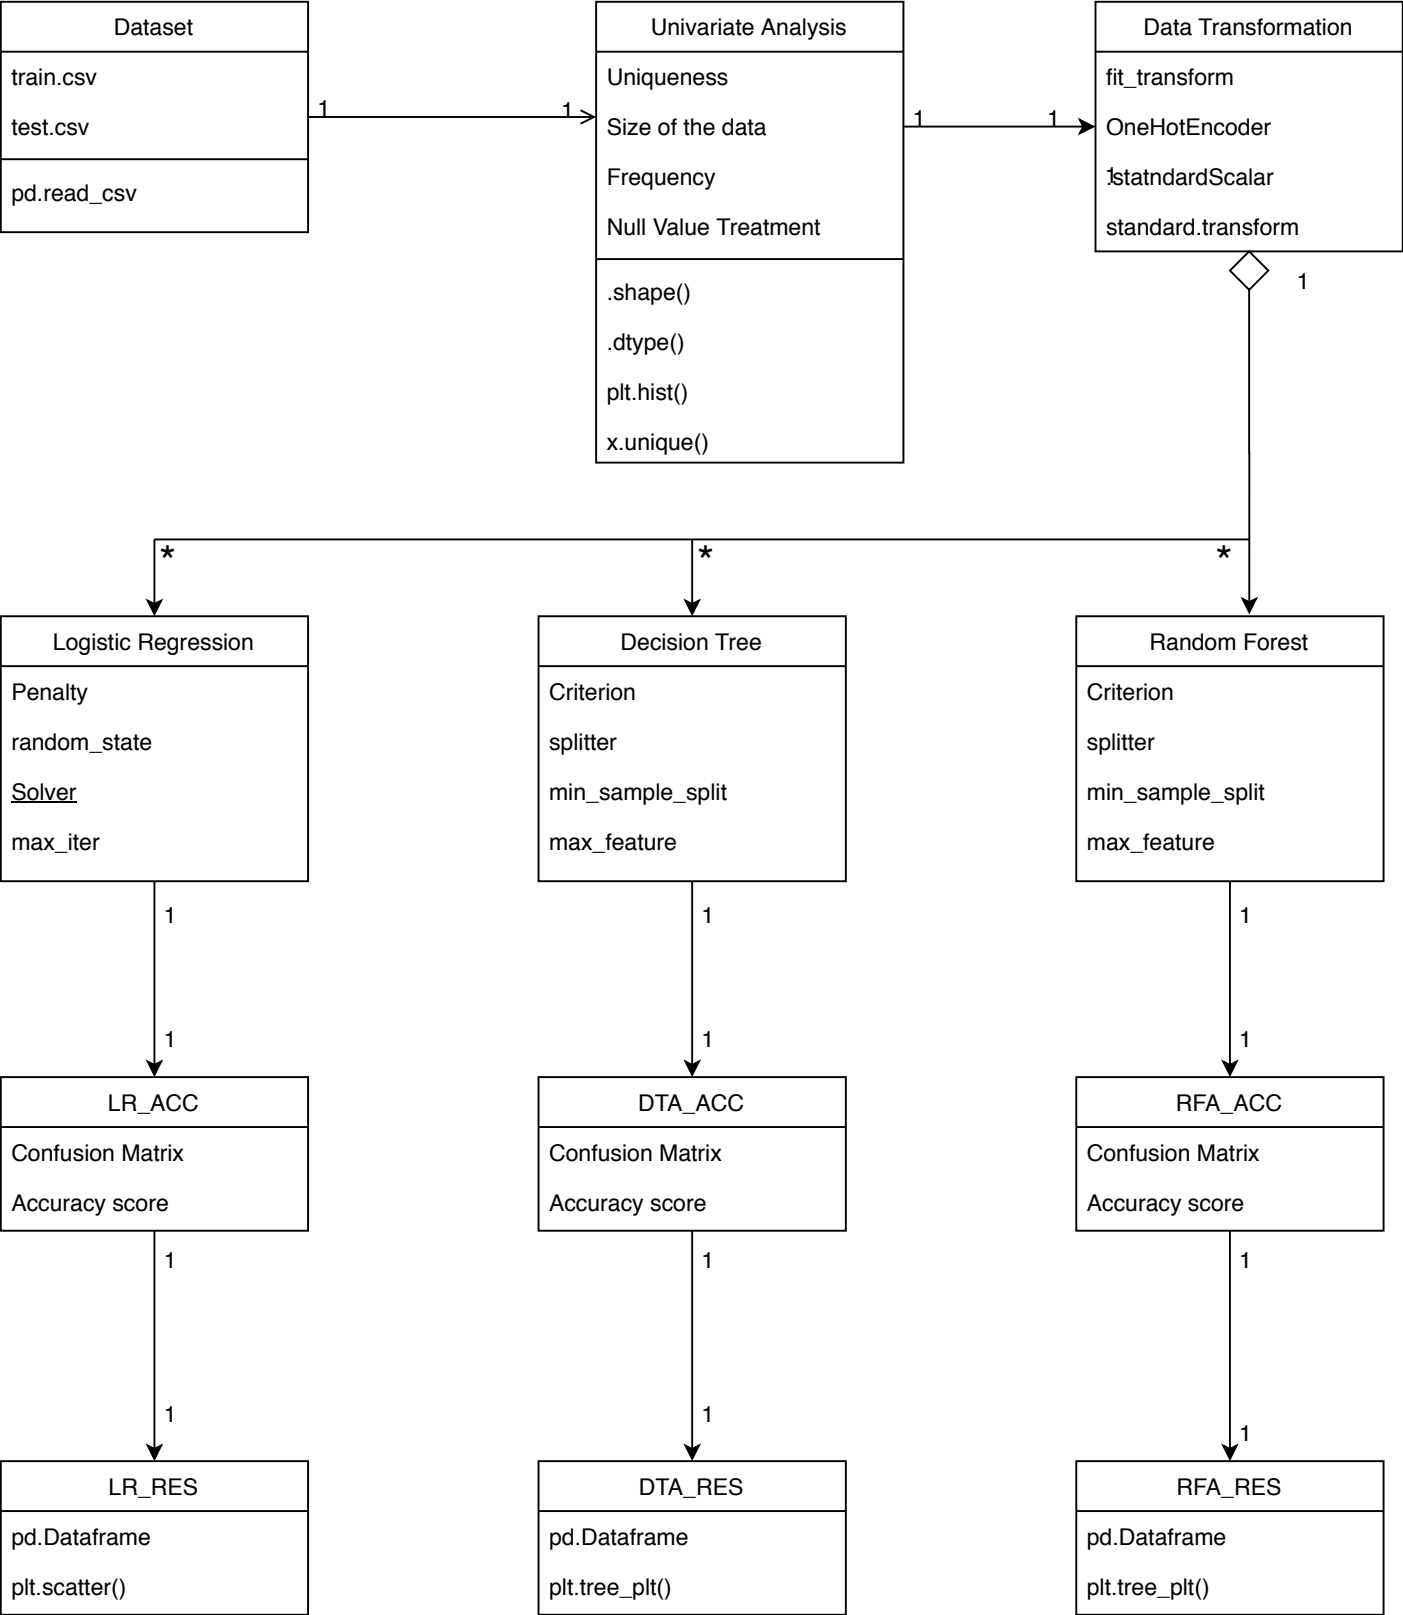 Dataset
train.csv
test.csv
pd.read_csv
1
1
Univariate Analysis
Uniqueness
Size of the data
Frequency
Null Value Treatment
.shape()
.dtype()
plt.hist()
x.unique()
1
1
Data Transformation
fit_transform
OneHotEncoder
1
.statndardScalar
standard.transform
1
*
*
*
Logistic Regression
Penalty
random_state
Solver
max_iter
Decision Tree
Criterion
splitter
min_sample_split
max_feature
Random Forest
Criterion
splitter
min_sample_split
max_feature
1
1
1
1
1
1
LR_ACC
Confusion Matrix
Accuracy score
DTA_ACC
Confusion Matrix
Accuracy score
RFA_ACC
Confusion Matrix
Accuracy score
1
1
1
1
1
1
LR_RES
pd.Dataframe
plt.scatter()
DTA_RES
pd.Dataframe
plt.tree_plt()
RFA_RES
pd.Dataframe
plt.tree_plt()